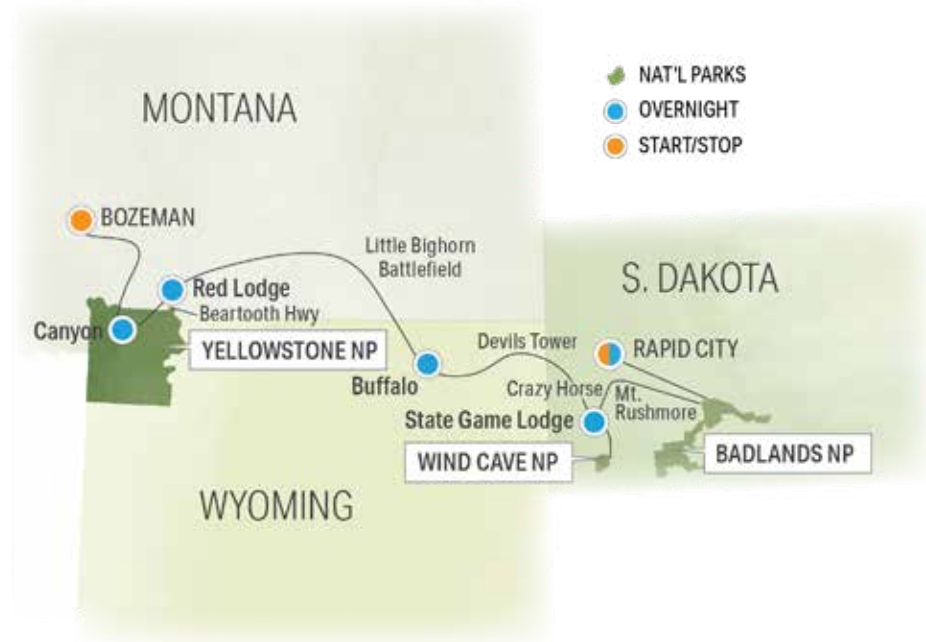 NAT'L PARKS
OVERNIGHT
START/STOP
MONTANA
BOZEMAN
Little Bighorn
Battlefield
S. DAKOTA
Red Lodge
Beartooth Hwy
Canyon
YELLOWSTONE NP
Devils Tower
RAPID CITY
Buffalo
Crazy Horse
Mt.
Rushmore
State Game Lodge
WIND CAVE NP
BADLANDS NP
WYOMING